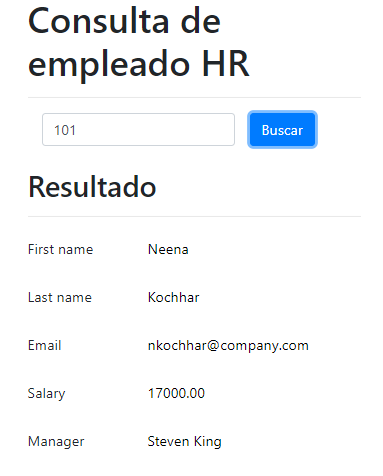 Consulta de
empleado HR
101 Buscar
Resultado
First name Neena
Last name Kochhar
Email nkochhar@company.com
Salary 17000.00
Manager Steven King